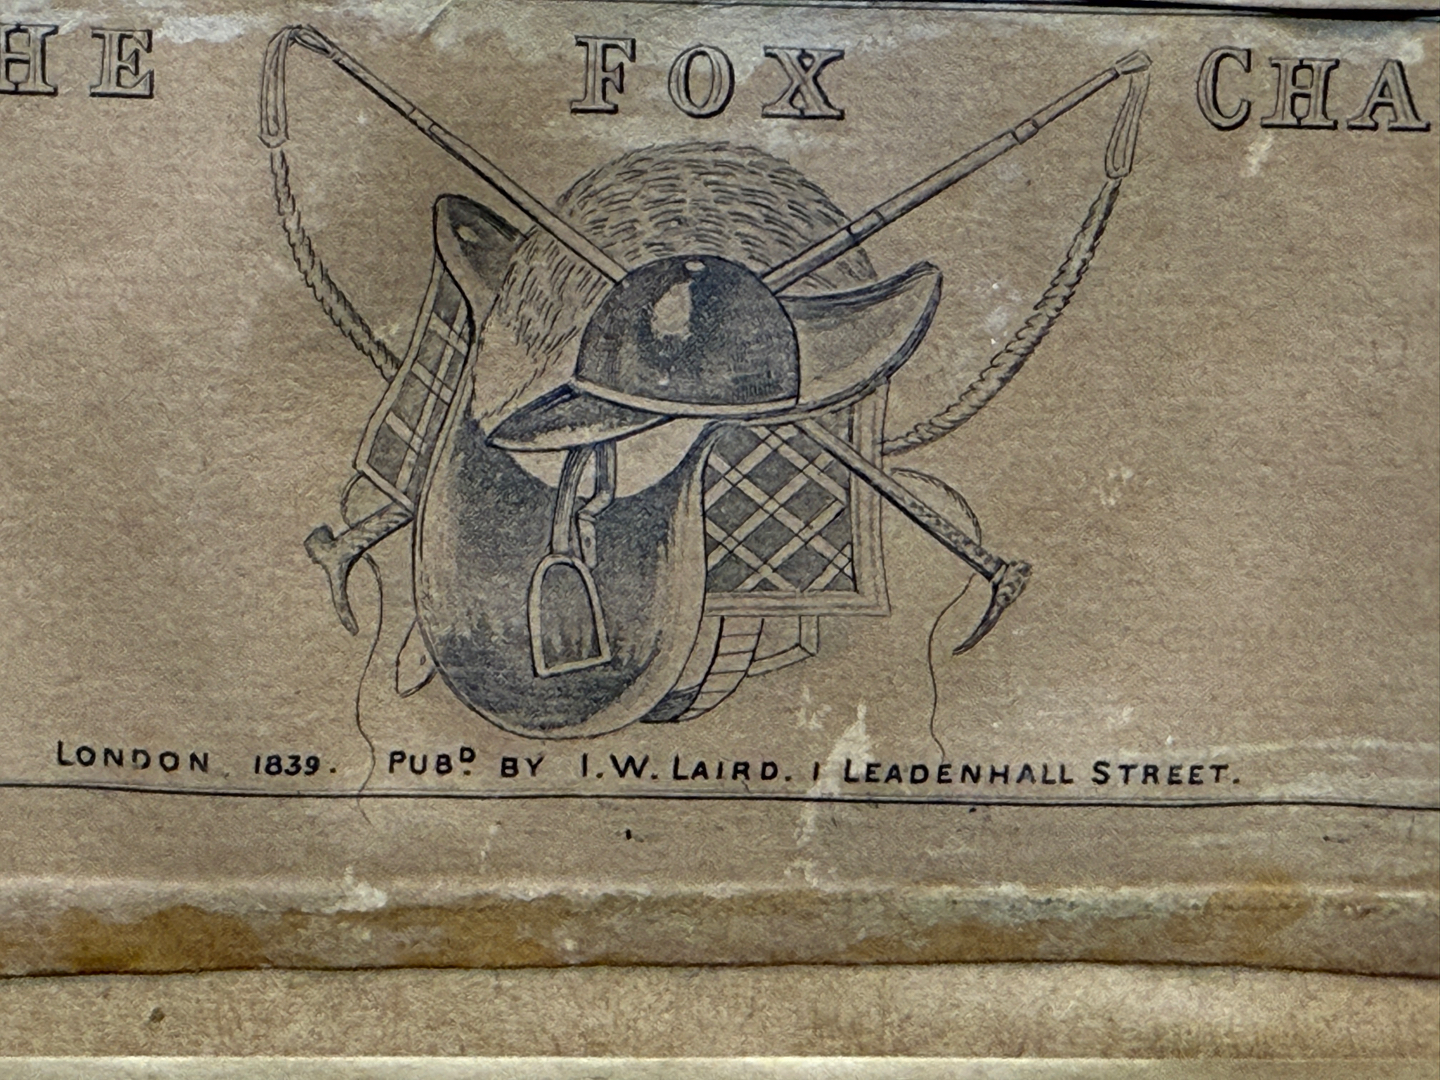 HE FOX CHA
LONDON. 1839. PUBD. BY I.W. LAIRD. 1 LEADENHALL STREET.